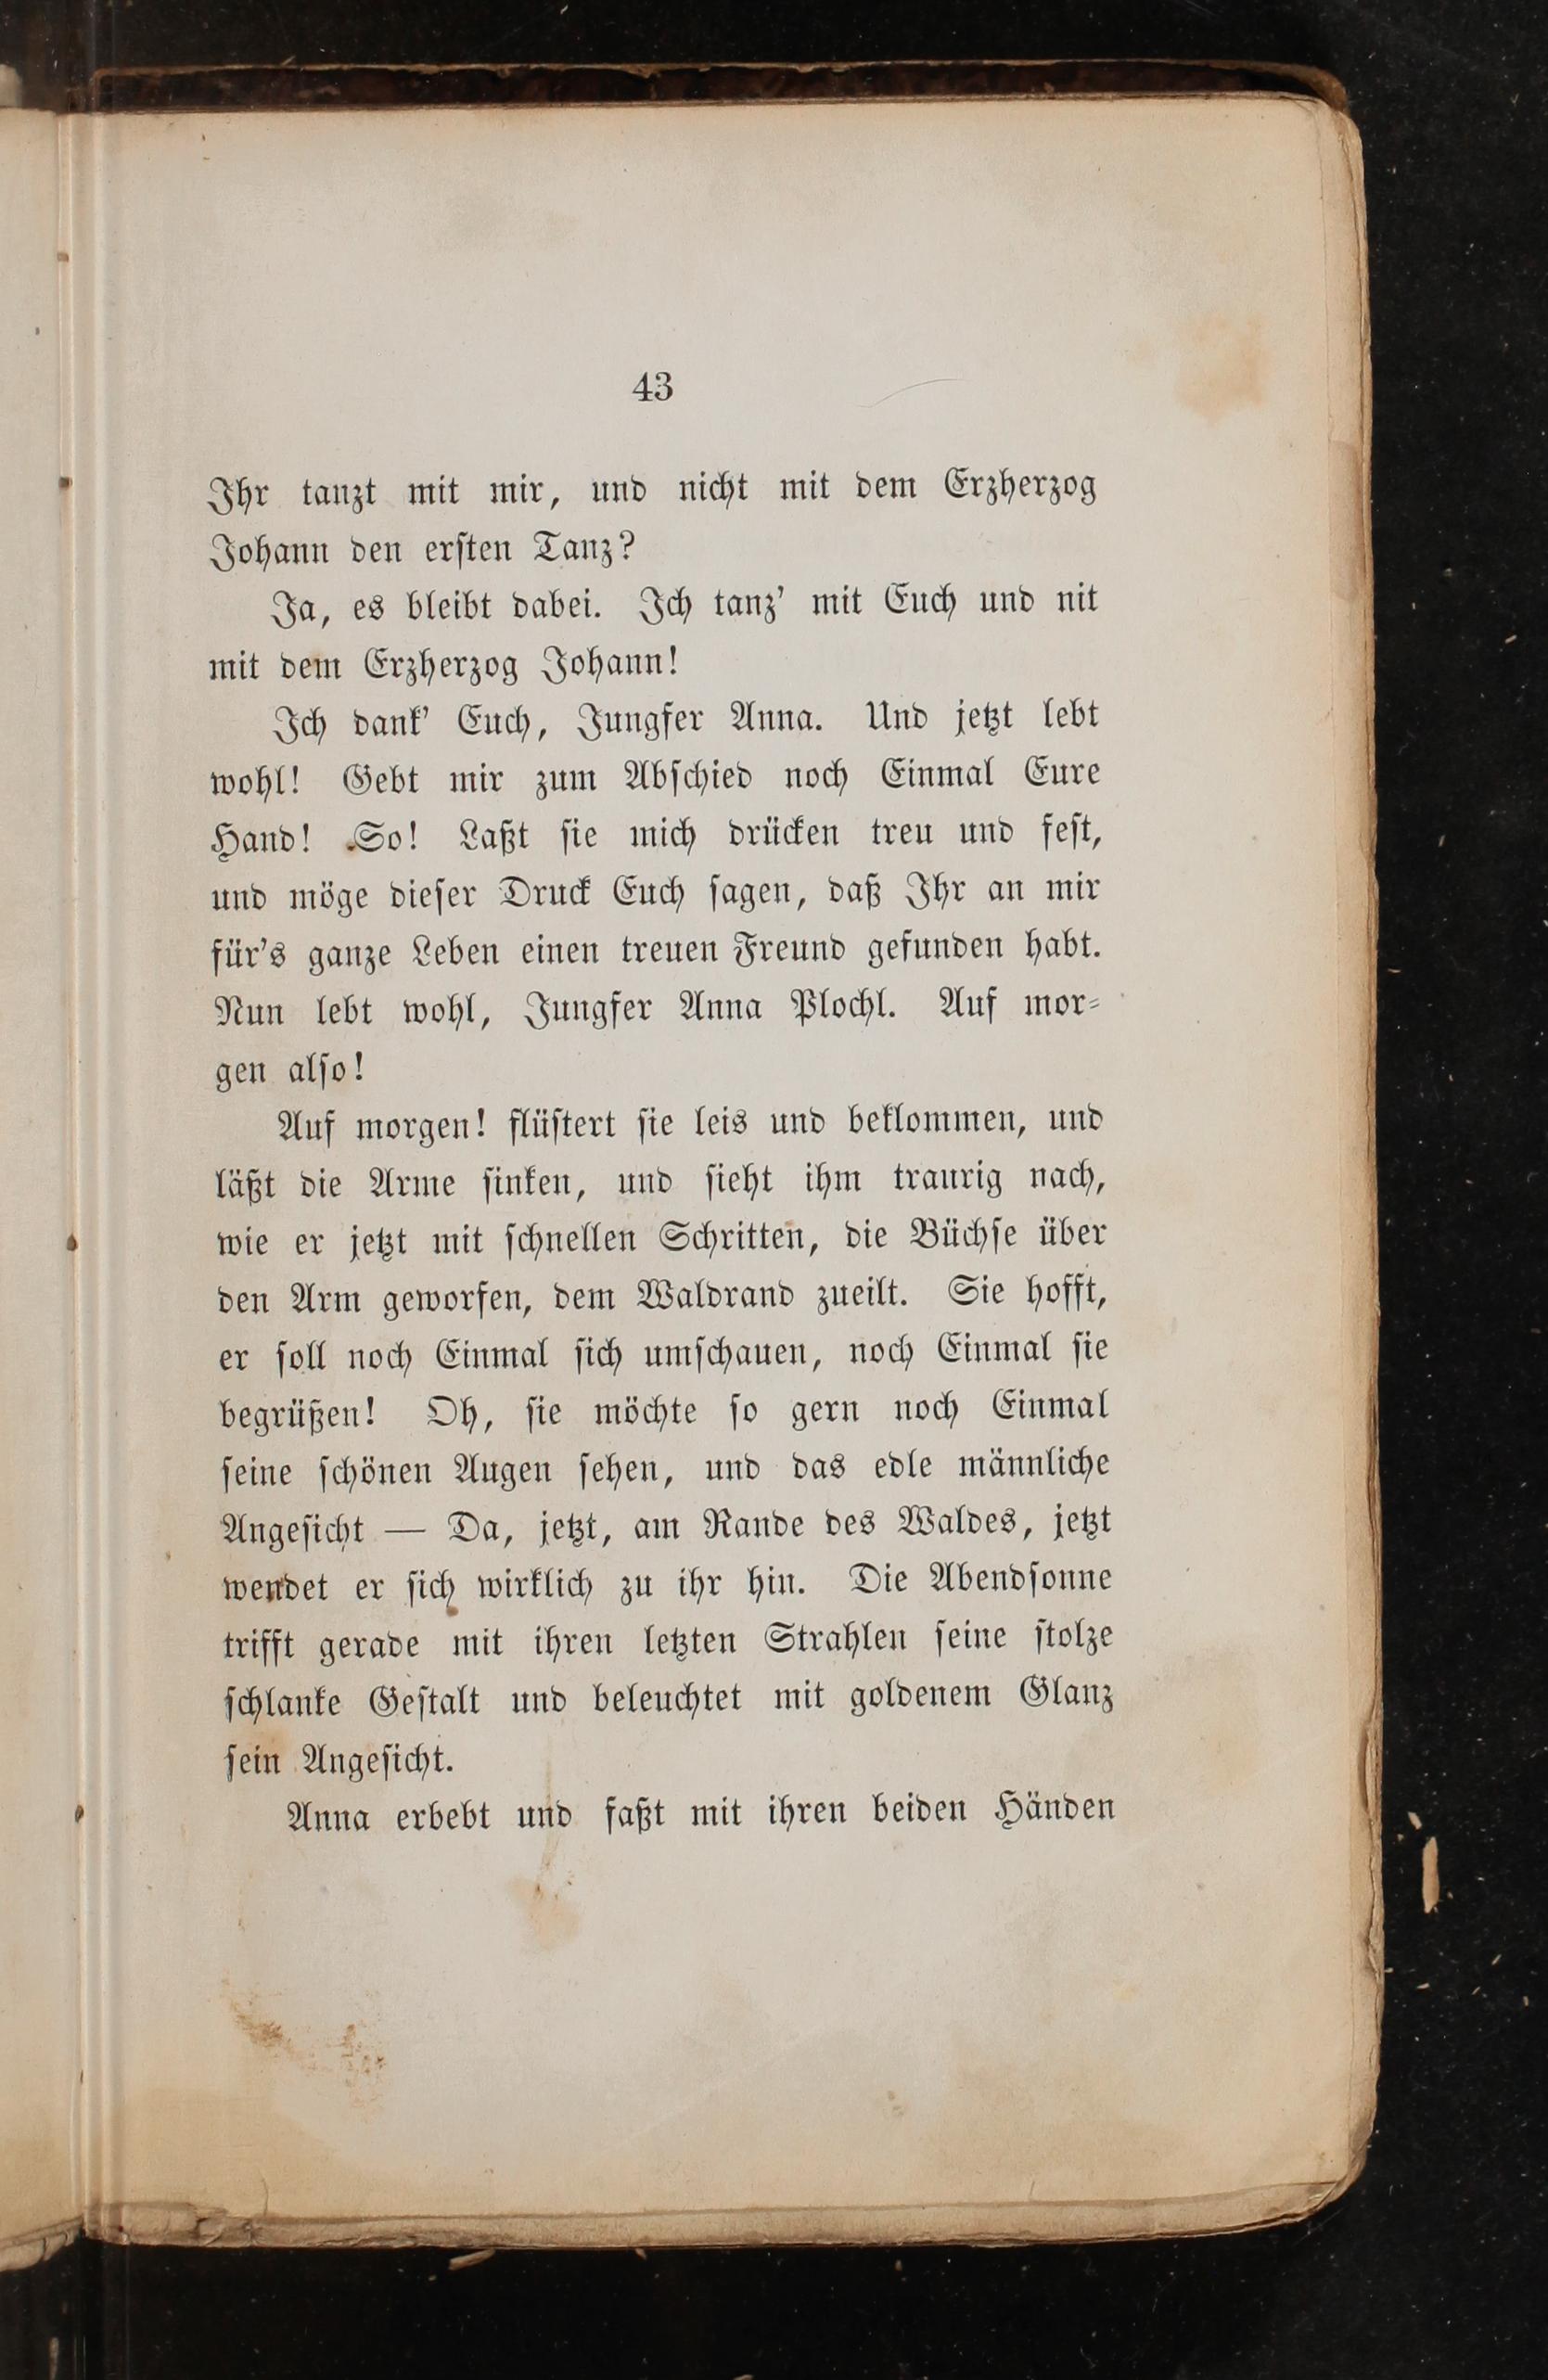 43
Ihr tanzt mit mir, und nicht mit dem Erzherzog
Johann den ersten Tanz?
Ja, es bleibt dabei. Ich tanz' mit Euch und nit
mit dem Erzherzog Johann!
Ich dank' Euch, Jungfer Anna. Und jetzt lebt
wohl! Gebt mir zum Abschied noch Einmal Eure
Hand! So! Laßt sie mich drücken treu und fest,
und möge dieser Druck Euch sagen, daß Ihr an mir
für's ganze Leben einen treuen Freund gefunden habt.
Nun lebt wohl, Jungfer Anna Plochl. Auf mor-
gen also!
Auf morgen! flüstert sie leis und beklommen, und
läßt die Arme sinken, und sieht ihm traurig nach,
wie er jetzt mit schnellen Schritten, die Büchse über
den Arm geworfen, dem Waldrand zueilt. Sie hofft,
er soll noch Einmal sich umschauen, noch Einmal sie
begrüßen! Oh, sie möchte so gern noch Einmal
seine schönen Augen sehen, und das edle männliche
Angesicht — Da, jetzt, am Rande des Waldes, jetzt
wendet er sich wirklich zu ihr hin. Die Abendsonne
trifft gerade mit ihren letzten Strahlen seine stolze
schlanke Gestalt und beleuchtet mit goldenem Glanz
sein Angesicht.
Anna erbebt und faßt mit ihren beiden Händen